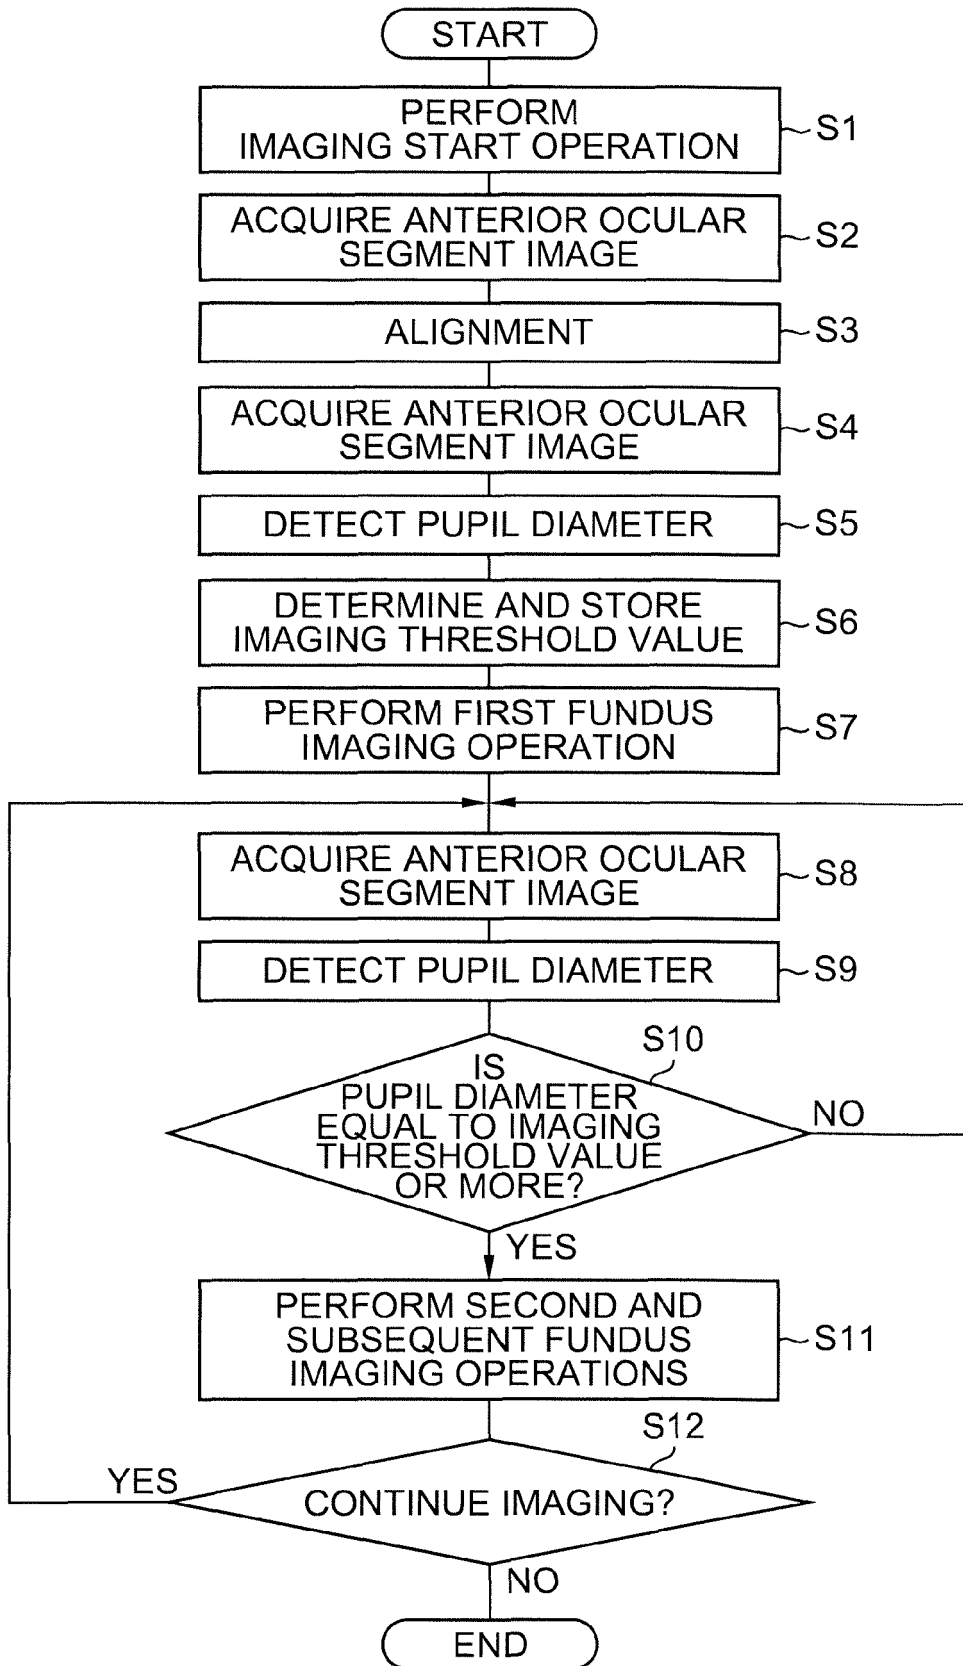 START
PERFORM
IMAGING START OPERATION
S1
ACQUIRE ANTERIOR OCULAR
SEGMENT IMAGE
S2
ALIGNMENT
S3
ACQUIRE ANTERIOR OCULAR
SEGMENT IMAGE
S4
DETECT PUPIL DIAMETER
S5
DETERMINE AND STORE
IMAGING THRESHOLD VALUE
S6
PERFORM FIRST FUNDUS
IMAGING OPERATION
S7
ACQUIRE ANTERIOR OCULAR
SEGMENT IMAGE
S8
DETECT PUPIL DIAMETER
S9
S10
IS
PUPIL DIAMETER
EQUAL TO IMAGING
THRESHOLD VALUE
OR MORE?
NO
YES
PERFORM SECOND AND
SUBSEQUENT FUNDUS
IMAGING OPERATIONS
S11
S12
YES
CONTINUE IMAGING?
NO
END